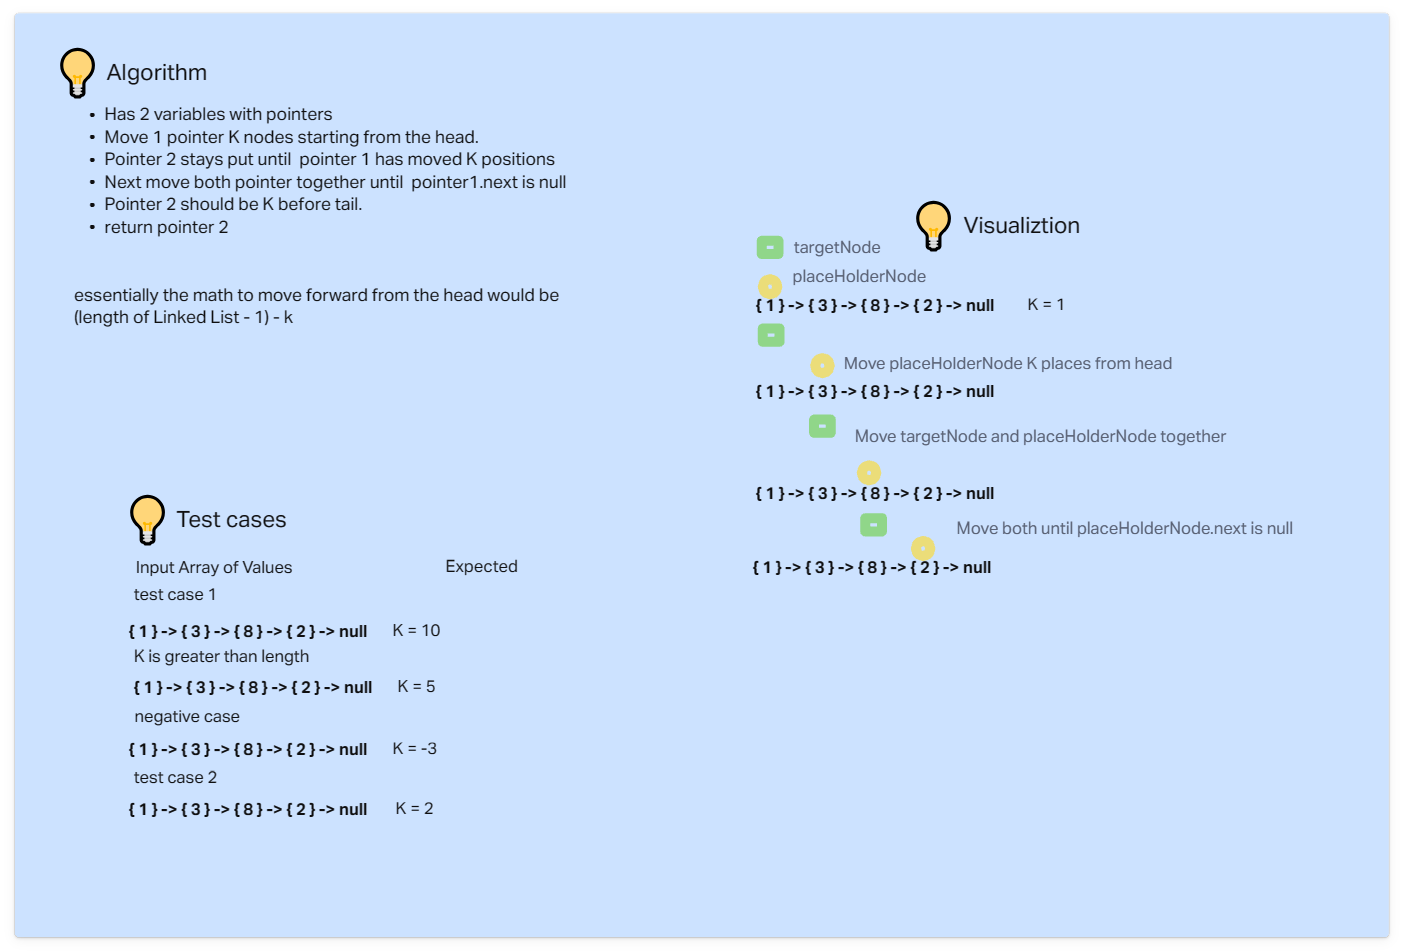 Algorithm
• Has 2 variables with pointers
• Move 1 pointer K nodes starting from the head.
• Pointer 2 stays put until  pointer 1 has moved K positions
• Next move both pointer together until  pointer1.next is null
• Pointer 2 should be K before tail.
• return pointer 2
essentially the math to move forward from the head would be
(length of Linked List - 1) - k
Visualiztion
targetNode
placeHolderNode
{ 1 } -> { 3 } -> { 8 } -> { 2 } -> null K = 1
Move placeHolderNode K places from head
{ 1 } -> { 3 } -> { 8 } -> { 2 } -> null
Move targetNode and placeHolderNode together
{ 1 } -> { 3 } -> { 8 } -> { 2 } -> null
Move both until placeHolderNode.next is null
{ 1 } -> { 3 } -> { 8 } -> { 2 } -> null
Test cases
Input Array of Values Expected
test case 1
{ 1 } -> { 3 } -> { 8 } -> { 2 } -> null K = 10
K is greater than length
{ 1 } -> { 3 } -> { 8 } -> { 2 } -> null K = 5
negative case
{ 1 } -> { 3 } -> { 8 } -> { 2 } -> null K = -3
test case 2
{ 1 } -> { 3 } -> { 8 } -> { 2 } -> null K = 2